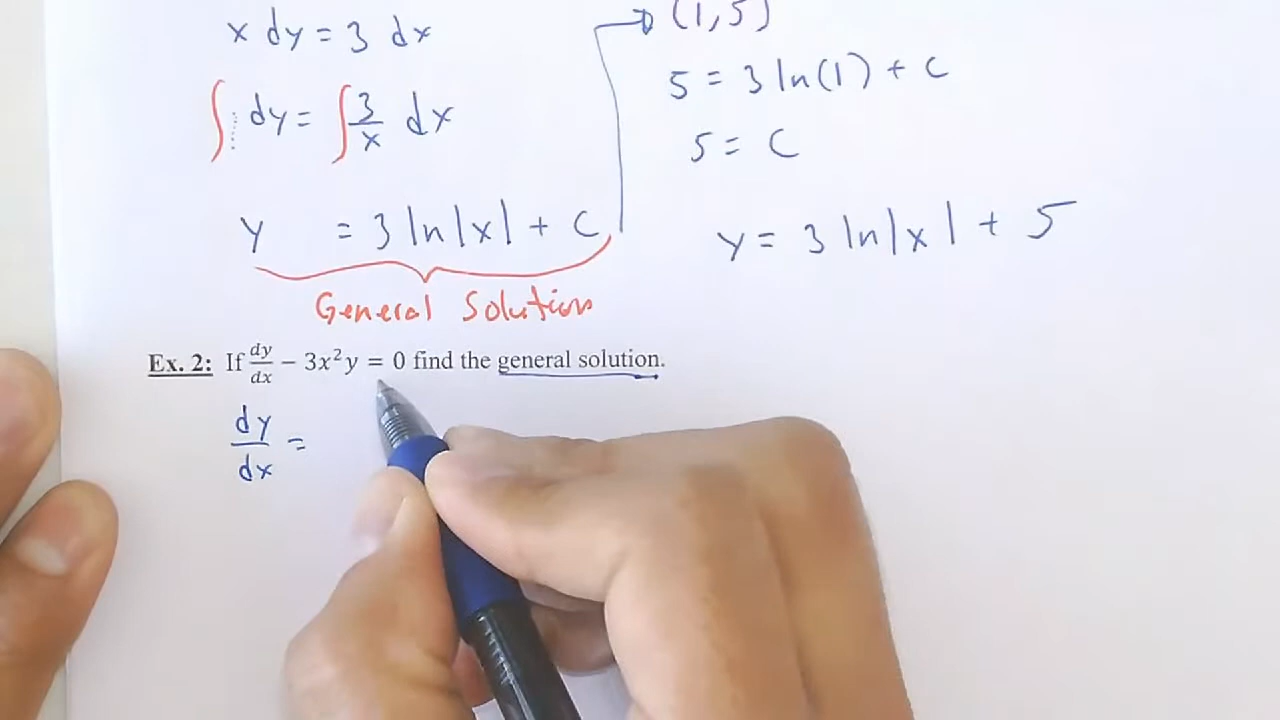 x dy = 3 dx
∫ dy = ∫ 3/x dx
y = 3 ln|x| + C
General Solution
(1,5)
5 = 3 ln(1) + C
5 = C
y = 3 ln|x| + 5
Ex. 2: If dy/dx − 3x²y = 0 find the general solution.
dy/dx =